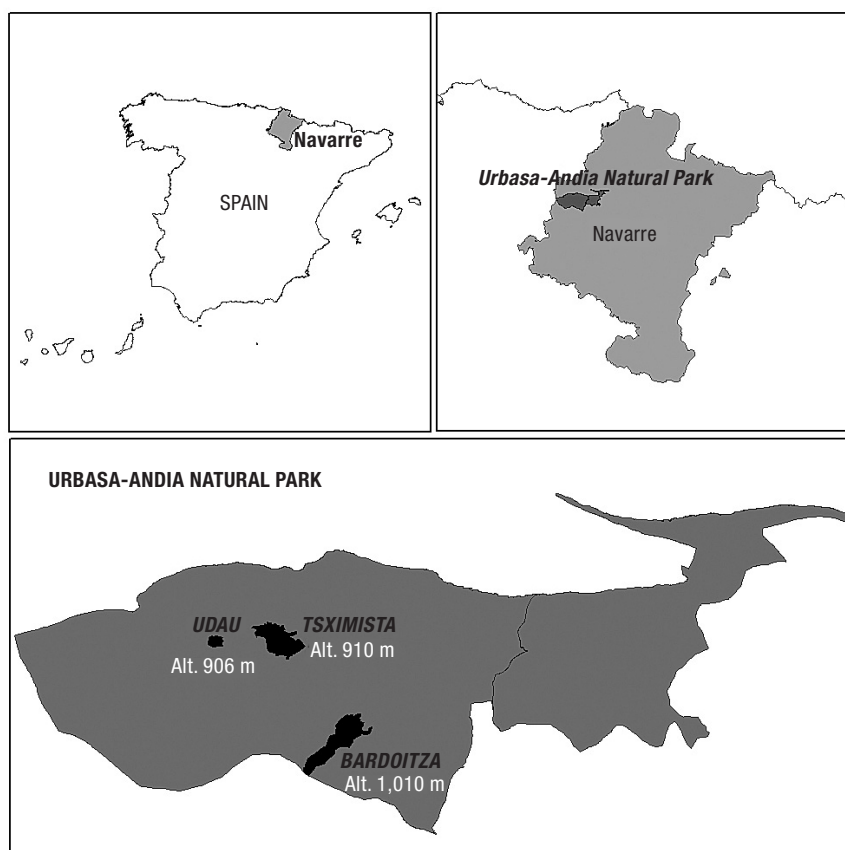 Navarre
SPAIN
Urbasa-Andia Natural Park
Navarre
URBASA-ANDIA NATURAL PARK
UDAU
Alt. 906 m
TSXIMISTA
Alt. 910 m
BARDOITZA
Alt. 1,010 m